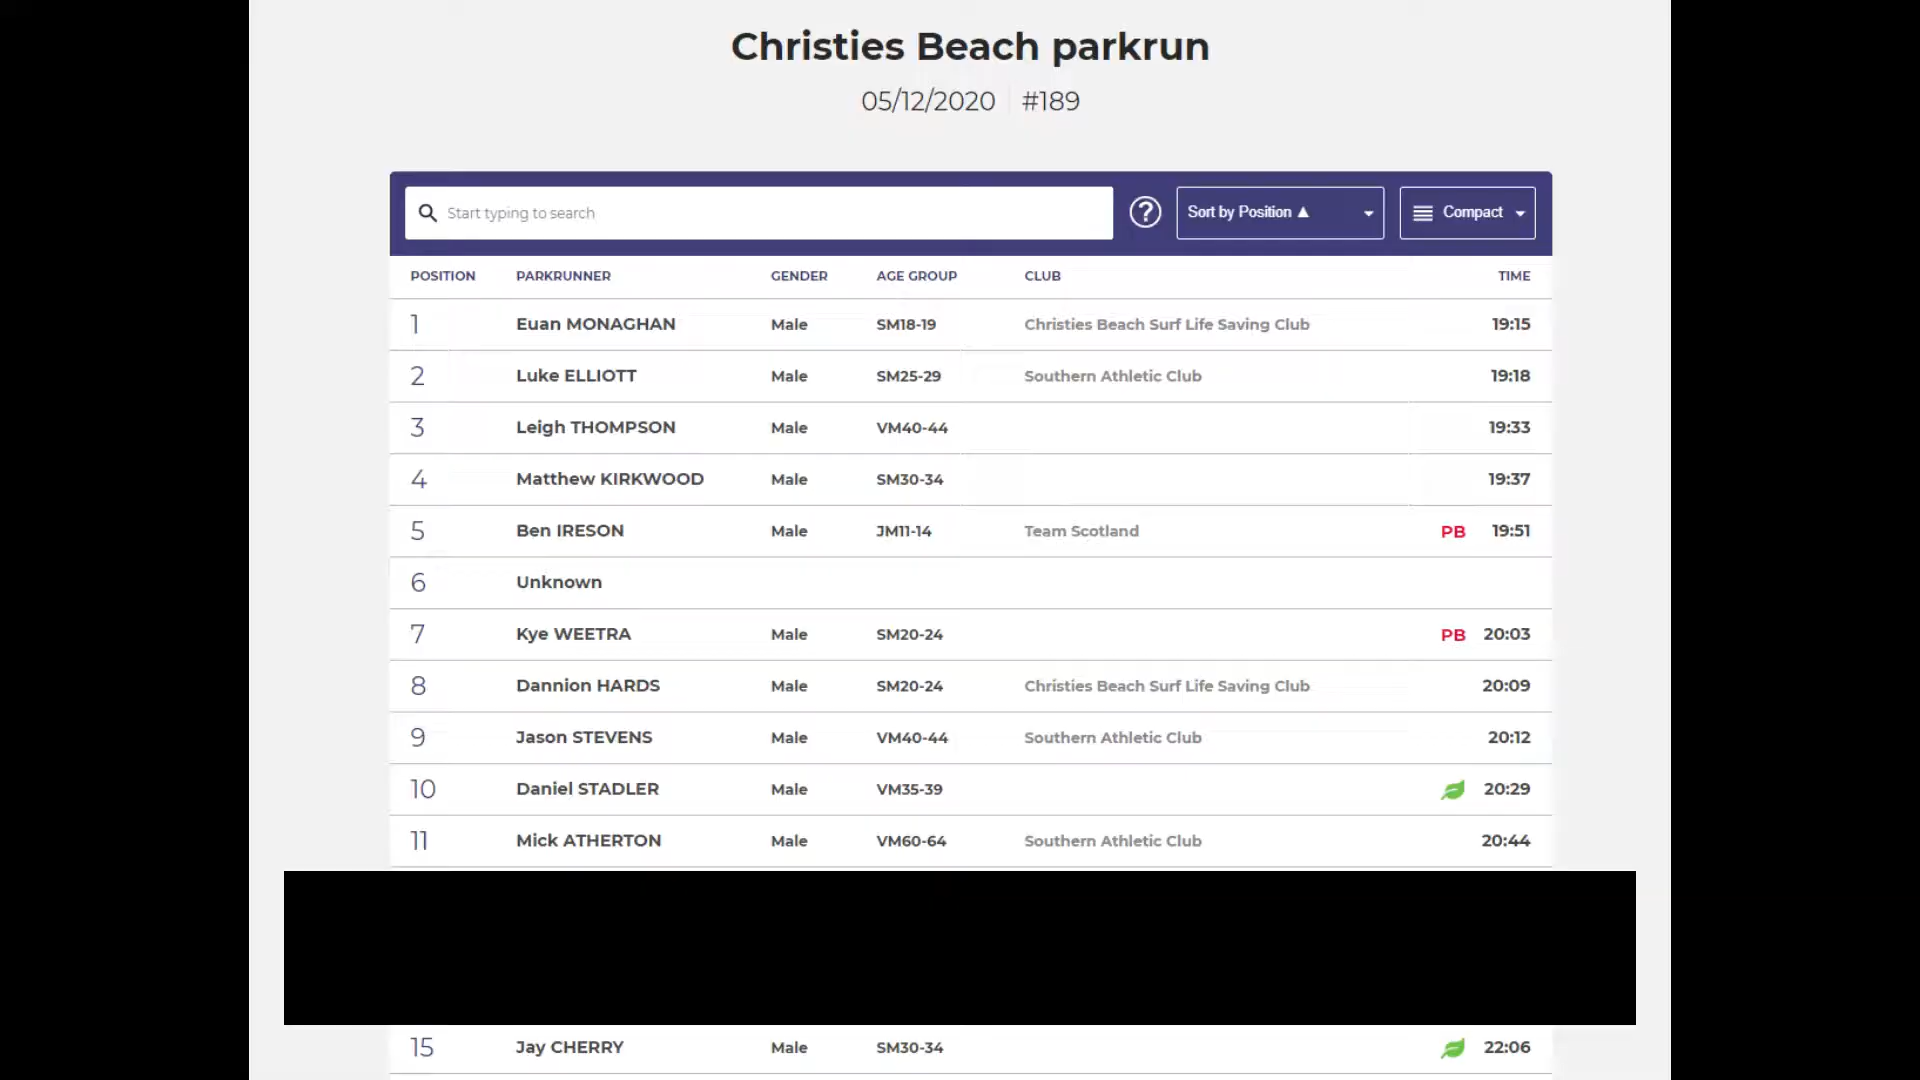 Christies Beach parkrun
05/12/2020 #189
Start typing to search ? Sort by Position ▲ Compact
POSITION PARKRUNNER GENDER AGE GROUP CLUB TIME
1 Euan MONAGHAN Male SM18-19 Christies Beach Surf Life Saving Club 19:15
2 Luke ELLIOTT Male SM25-29 Southern Athletic Club 19:18
3 Leigh THOMPSON Male VM40-44 19:33
4 Matthew KIRKWOOD Male SM30-34 19:37
5 Ben IRESON Male JM11-14 Team Scotland PB 19:51
6 Unknown
7 Kye WEETRA Male SM20-24 PB 20:03
8 Dannion HARDS Male SM20-24 Christies Beach Surf Life Saving Club 20:09
9 Jason STEVENS Male VM40-44 Southern Athletic Club 20:12
10 Daniel STADLER Male VM35-39 20:29
11 Mick ATHERTON Male VM60-64 Southern Athletic Club 20:44
15 Jay CHERRY Male SM30-34 22:06